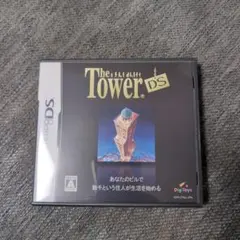 The
Tower DS
NINTENDO DS
あなたのビルで
数千という住人が生活を始める
A
DigiToys